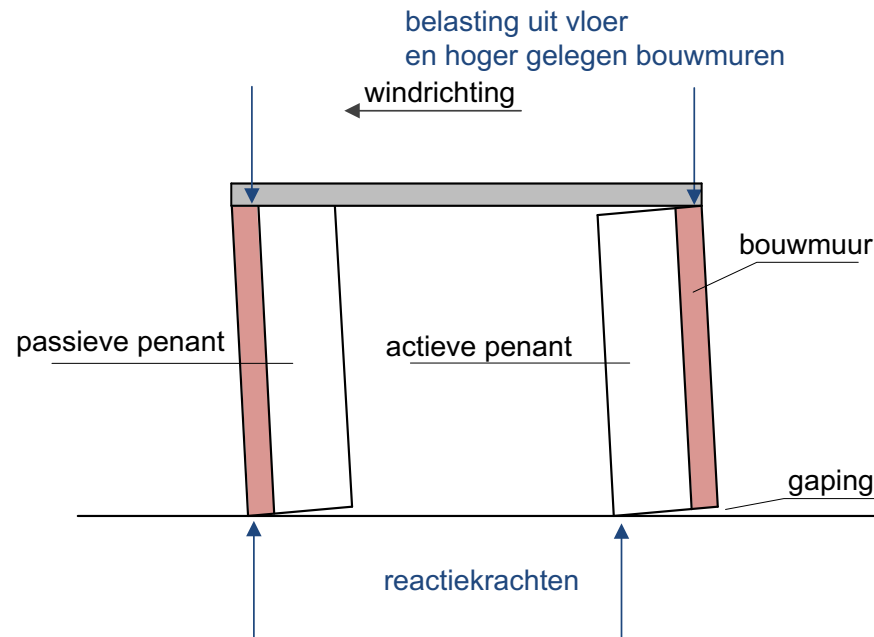 belasting uit vloer
en hoger gelegen bouwmuren
windrichting
bouwmuur
passieve penant
actieve penant
gaping
reactiekrachten